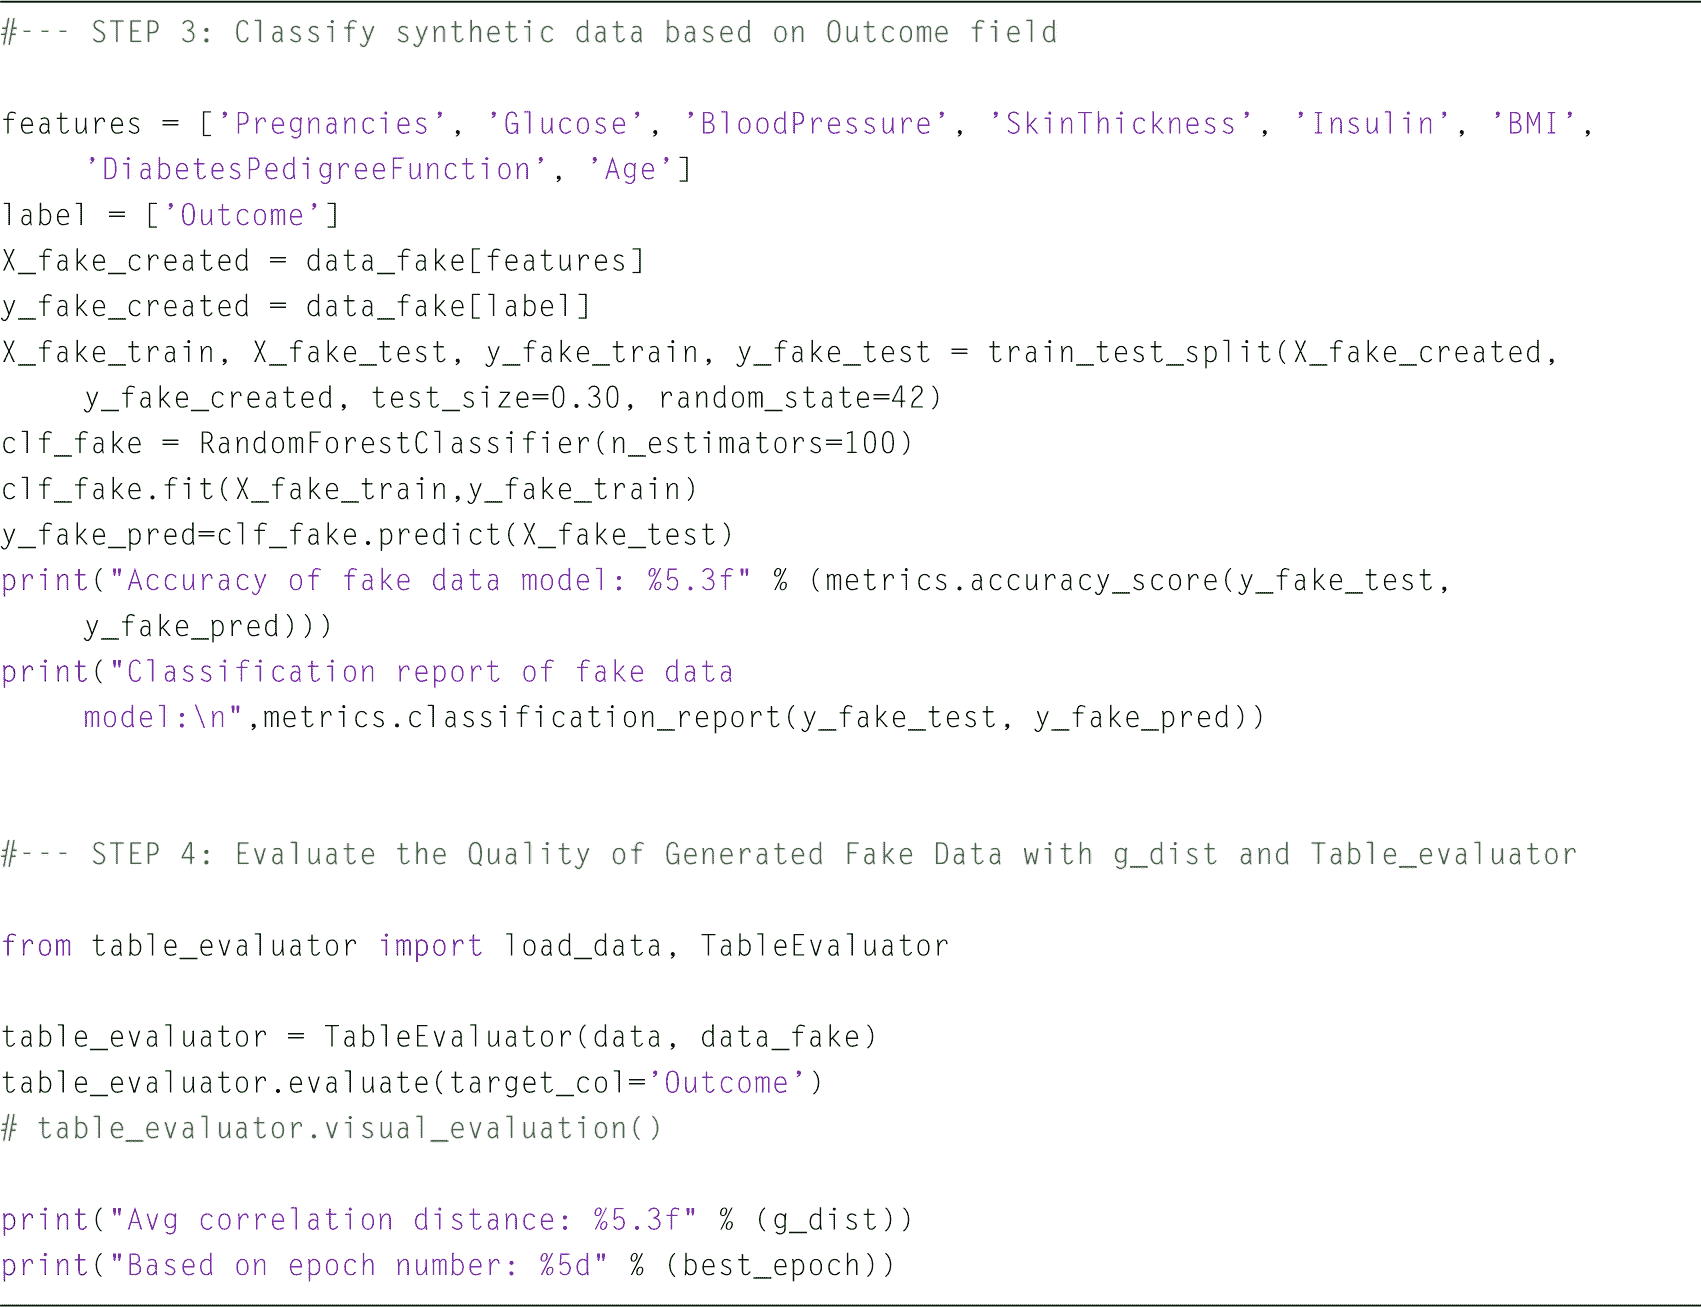 #--- STEP 3: Classify synthetic data based on Outcome field
features = ['Pregnancies', 'Glucose', 'BloodPressure', 'SkinThickness', 'Insulin', 'BMI',
'DiabetesPedigreeFunction', 'Age']
label = ['Outcome']
X_fake_created = data_fake[features]
y_fake_created = data_fake[label]
X_fake_train, X_fake_test, y_fake_train, y_fake_test = train_test_split(X_fake_created,
y_fake_created, test_size=0.30, random_state=42)
clf_fake = RandomForestClassifier(n_estimators=100)
clf_fake.fit(X_fake_train,y_fake_train)
y_fake_pred=clf_fake.predict(X_fake_test)
print("Accuracy of fake data model: %5.3f" % (metrics.accuracy_score(y_fake_test,
y_fake_pred)))
print("Classification report of fake data
model:\n",metrics.classification_report(y_fake_test, y_fake_pred))
#--- STEP 4: Evaluate the Quality of Generated Fake Data with g_dist and Table_evaluator
from table_evaluator import load_data, TableEvaluator
table_evaluator = TableEvaluator(data, data_fake)
table_evaluator.evaluate(target_col='Outcome')
# table_evaluator.visual_evaluation()
print("Avg correlation distance: %5.3f" % (g_dist))
print("Based on epoch number: %5d" % (best_epoch))